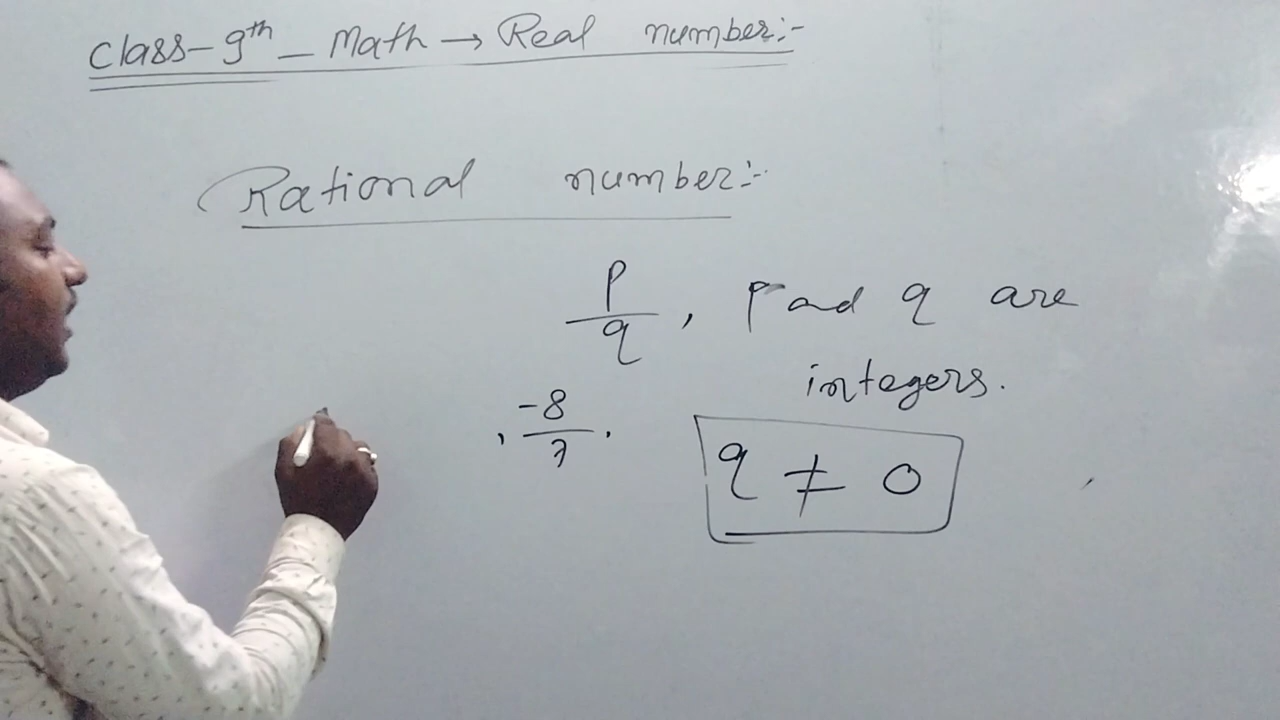 Class-9th - Math → Real number:-
Rational number:-
p/q, p and q are
integers.
, -8/7 .
q ≠ 0